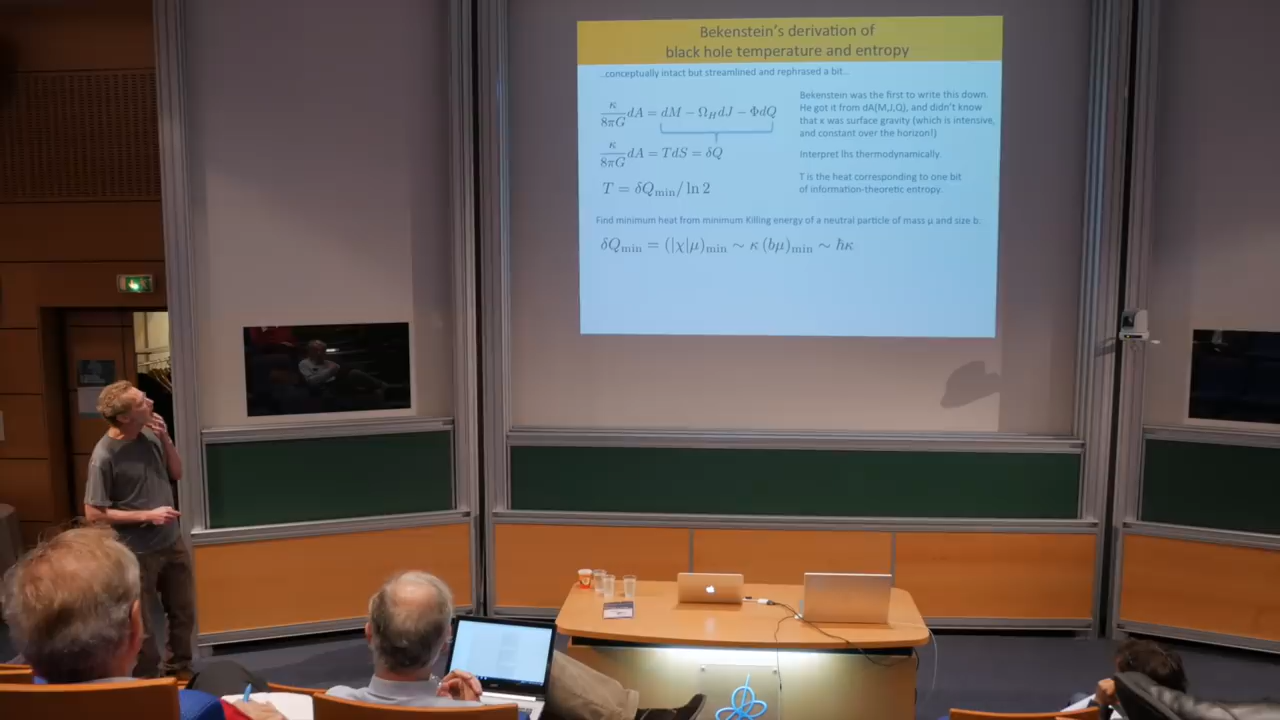 Bekenstein's derivation of
black hole temperature and entropy
..conceptually intact but streamlined and rephrased a bit...
κ/8πG dA = dM − Ω_H dJ − ΦdQ
Bekenstein was the first to write this down.
He got it from dA(M,J,Q), and didn't know
that κ was surface gravity (which is intensive,
and constant over the horizon!)
κ/8πG dA = TdS = δQ
Interpret lhs thermodynamically.
T = δQ_min/ ln 2
T is the heat corresponding to one bit
of information-theoretic entropy.
Find minimum heat from minimum Killing energy of a neutral particle of mass μ and size b:
δQ_min = (|χ|μ)_min ∼ κ (bμ)_min ∼ ħκ